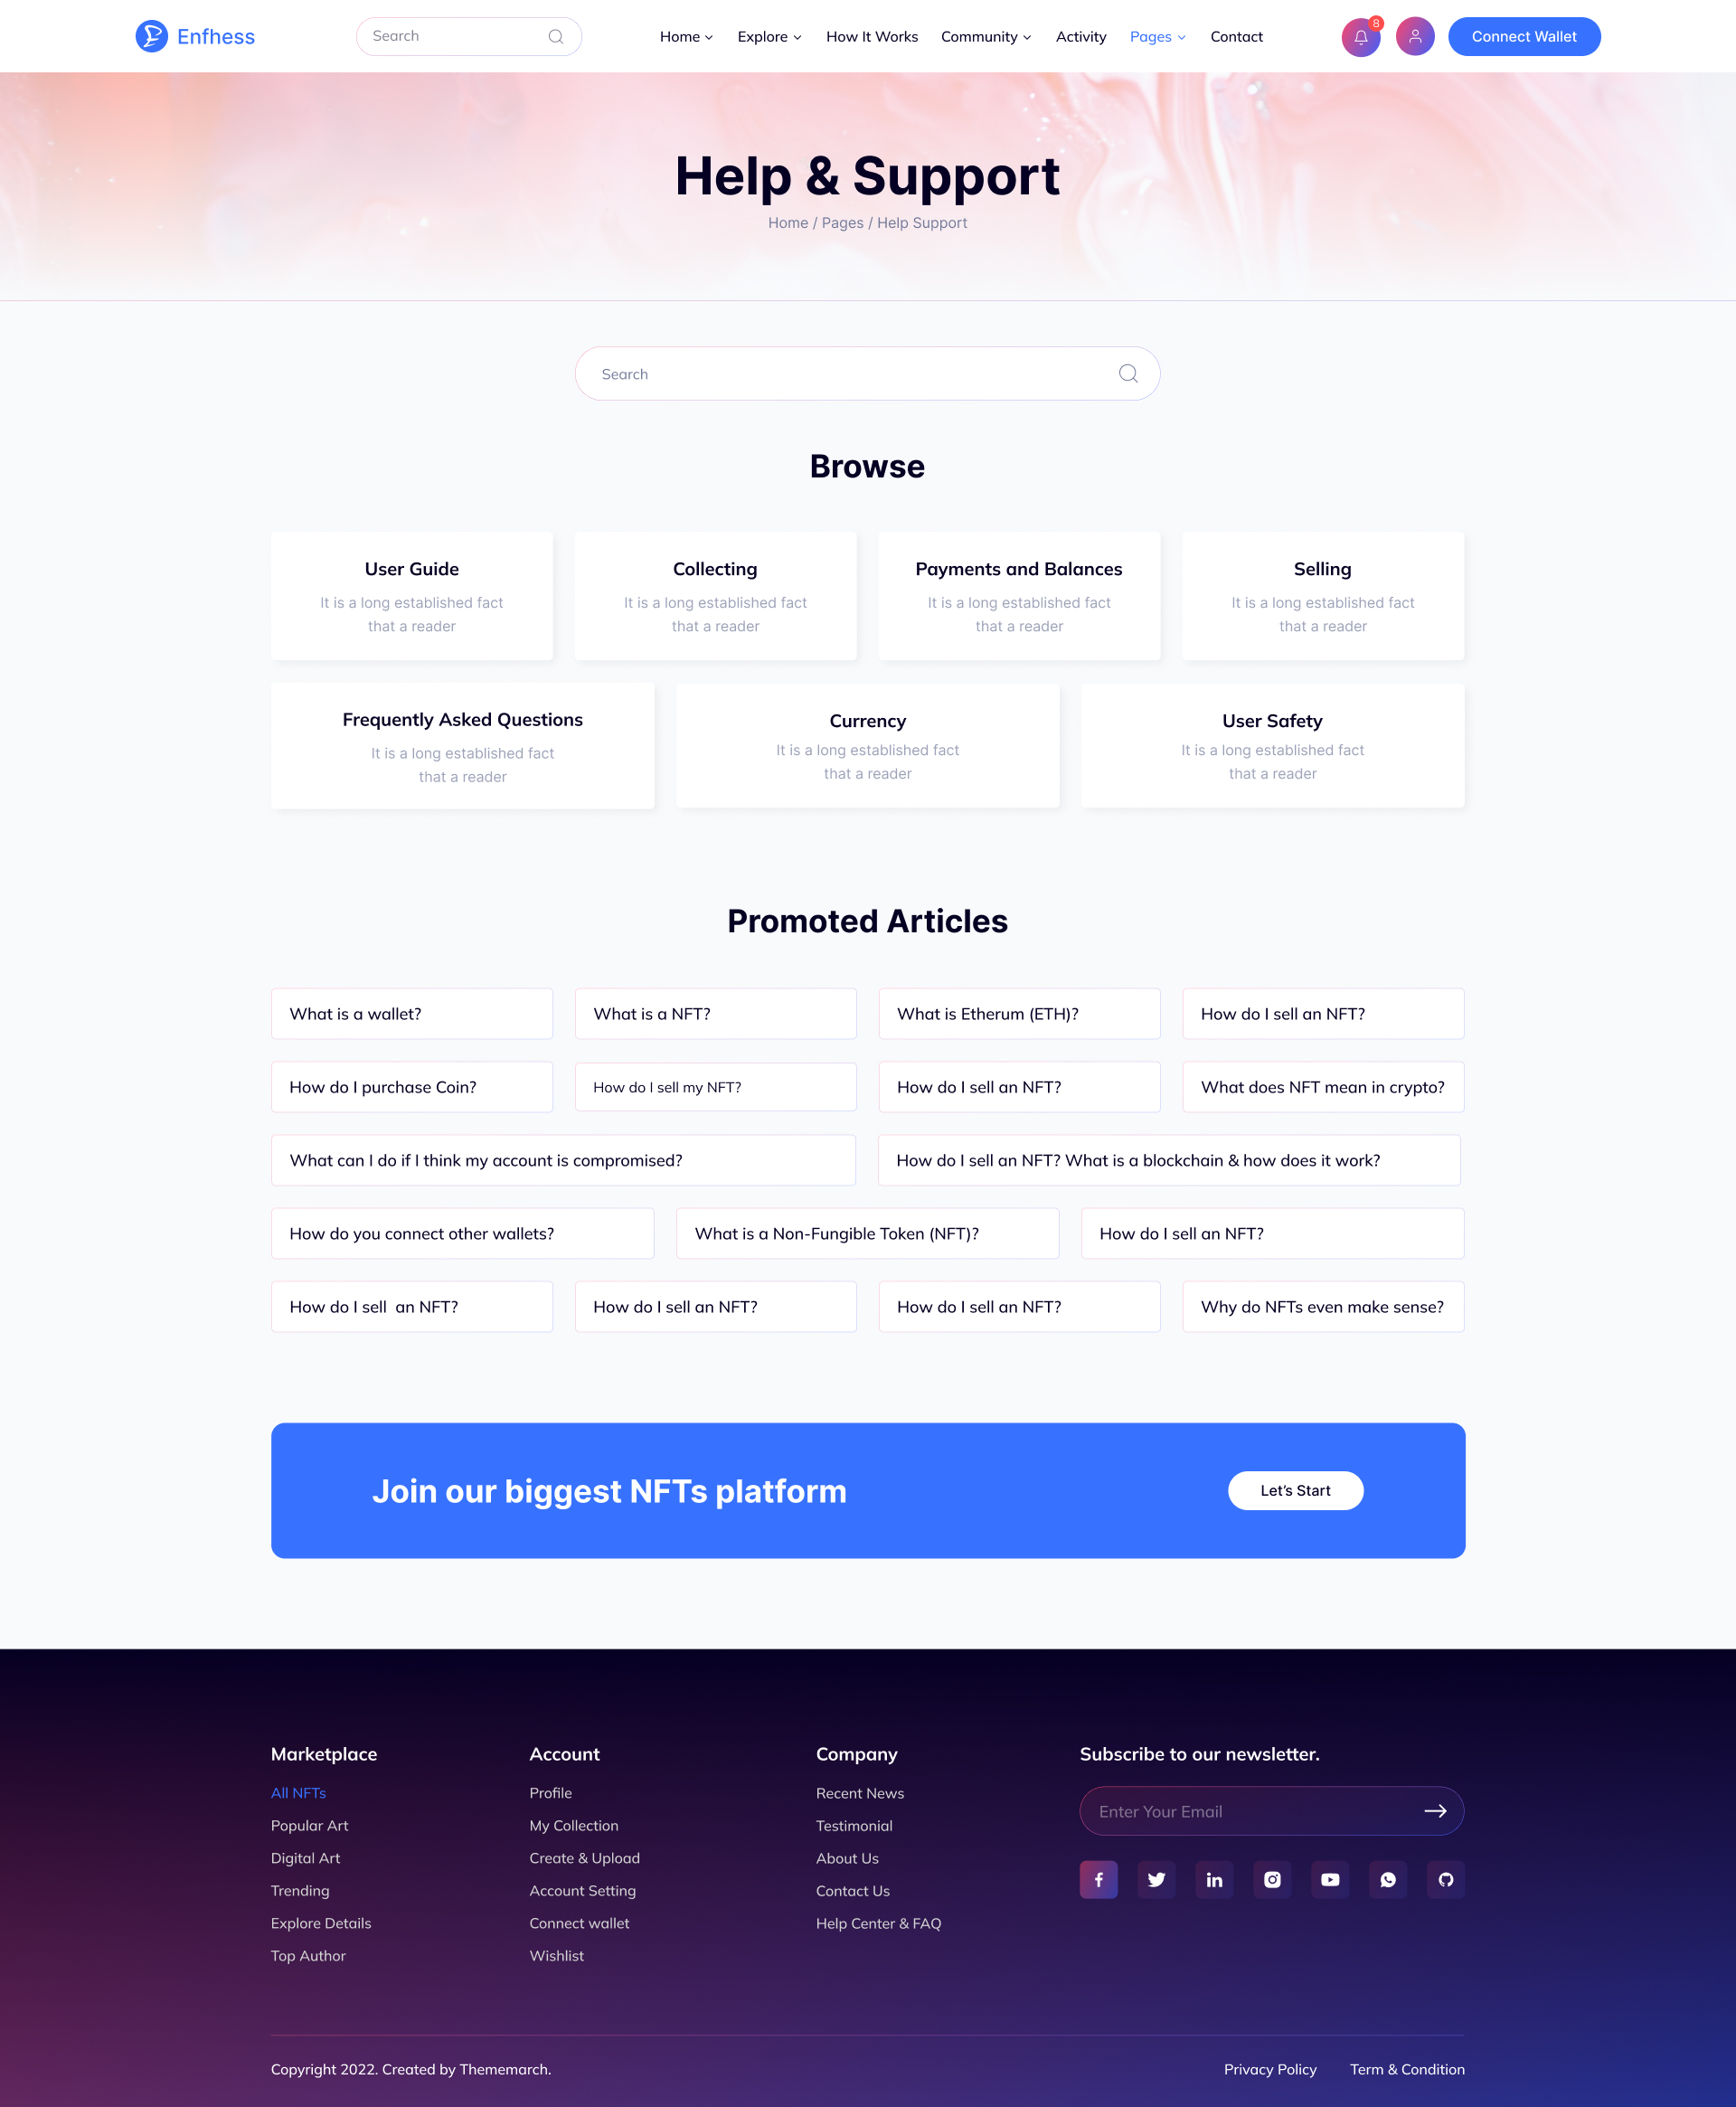 Enfhess
Search
Home
Explore
How It Works
Community
Activity
Pages
Contact
8
Connect Wallet
Help & Support
Home / Pages / Help Support
Search
Browse
User Guide
It is a long established fact
that a reader
Collecting
It is a long established fact
that a reader
Payments and Balances
It is a long established fact
that a reader
Selling
It is a long established fact
that a reader
Frequently Asked Questions
It is a long established fact
that a reader
Currency
It is a long established fact
that a reader
User Safety
It is a long established fact
that a reader
Promoted Articles
What is a wallet?
What is a NFT?
What is Etherum (ETH)?
How do I sell an NFT?
How do I purchase Coin?
How do I sell my NFT?
How do I sell an NFT?
What does NFT mean in crypto?
What can I do if I think my account is compromised?
How do I sell an NFT? What is a blockchain & how does it work?
How do you connect other wallets?
What is a Non-Fungible Token (NFT)?
How do I sell an NFT?
How do I sell  an NFT?
How do I sell an NFT?
How do I sell an NFT?
Why do NFTs even make sense?
Join our biggest NFTs platform
Let’s Start
Marketplace
All NFTs
Popular Art
Digital Art
Trending
Explore Details
Top Author
Account
Profile
My Collection
Create & Upload
Account Setting
Connect wallet
Wishlist
Company
Recent News
Testimonial
About Us
Contact Us
Help Center & FAQ
Subscribe to our newsletter.
Enter Your Email
Copyright 2022. Created by Thememarch.
Privacy Policy
Term & Condition